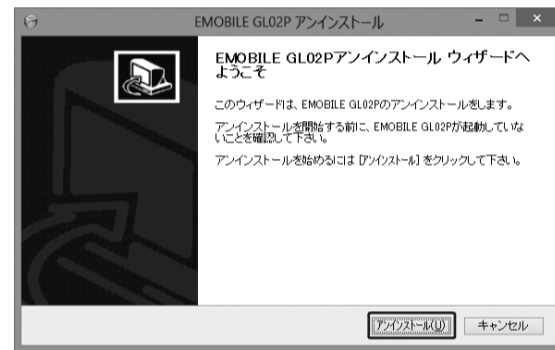 EMOBILE GL02P アンインストール
EMOBILE GL02Pアンインストール ウィザードへ
ようこそ
このウィザードは、EMOBILE GL02Pのアンインストールをします。
アンインストールを開始する前に、EMOBILE GL02Pが起動していな
いことを確認して下さい。
アンインストールを始めるには [アンインストール] をクリックして下さい。
アンインストール(U)
キャンセル